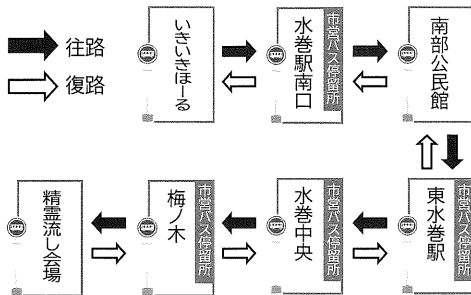 往路
復路
いきいきほーる
市営バス停留所
水巻駅南口
南部公民館
市営バス停留所
東水巻駅
市営バス停留所
水巻中央
市営バス停留所
梅ノ木
精霊流し会場